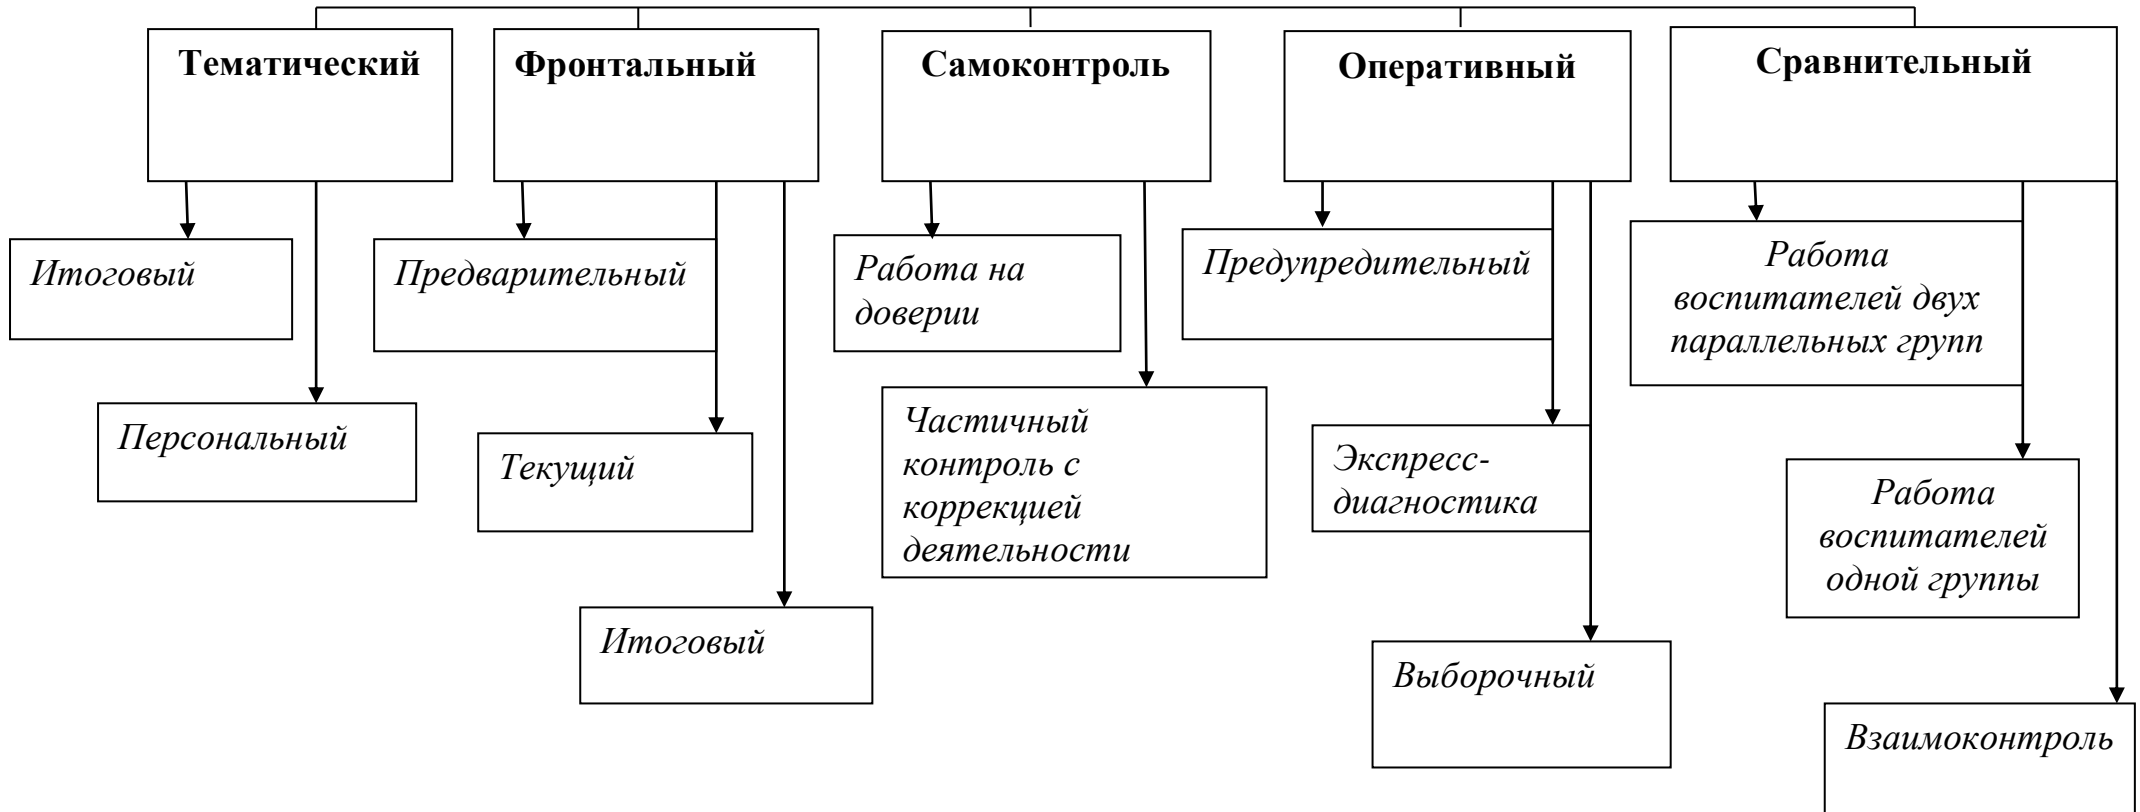 Тематический
Фронтальный
Самоконтроль
Оперативный
Сравнительный
Итоговый
Предварительный
Работа на
доверии
Предупредительный
Работа
воспитателей двух
параллельных групп
Персональный
Текущий
Частичный
контроль с
коррекцией
деятельности
Экспресс-
диагностика
Работа
воспитателей
одной группы
Итоговый
Выборочный
Взаимоконтроль